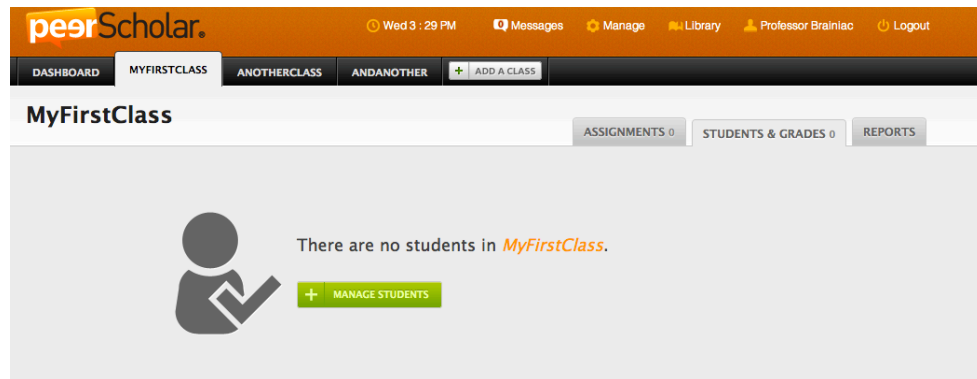 peerScholar.
Wed 3 : 29 PM 0 Messages Manage Library Professor Brainiac Logout
DASHBOARD MYFIRSTCLASS ANOTHERCLASS ANDANOTHER + ADD A CLASS
MyFirstClass
ASSIGNMENTS 0 STUDENTS & GRADES 0 REPORTS
There are no students in MyFirstClass.
+ MANAGE STUDENTS